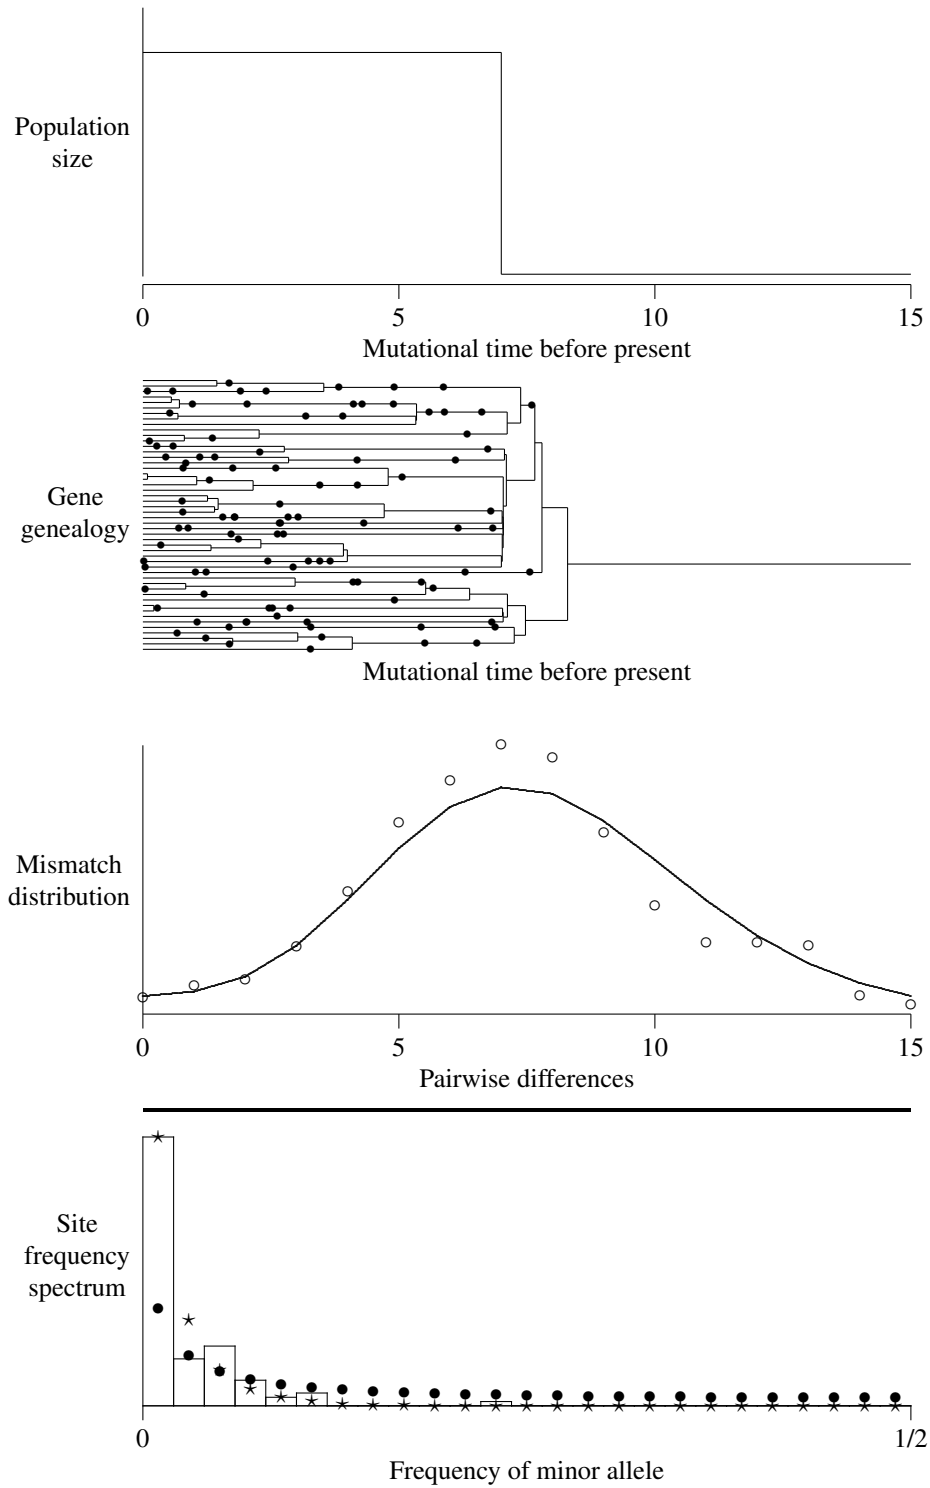 Population
size
0 5 10 15
Mutational time before present
Gene
genealogy
Mutational time before present
Mismatch
distribution
0 5 10 15
Pairwise differences
Site
frequency
spectrum
0 1/2
Frequency of minor allele